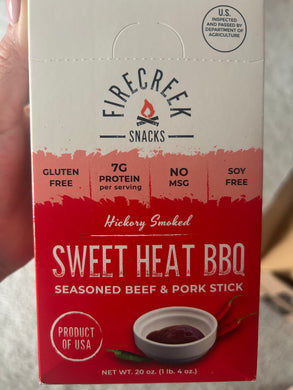 U.S.
INSPECTED
AND PASSED BY
DEPARTMENT OF
AGRICULTURE
FIRECREEK
SNACKS
GLUTEN
FREE
7G
PROTEIN
per serving
NO
MSG
SOY
FREE
Hickory Smoked
SWEET HEAT BBQ
SEASONED BEEF & PORK STICK
PRODUCT
OF USA
NET WT. 20 oz. (1 lb. 4 oz.)